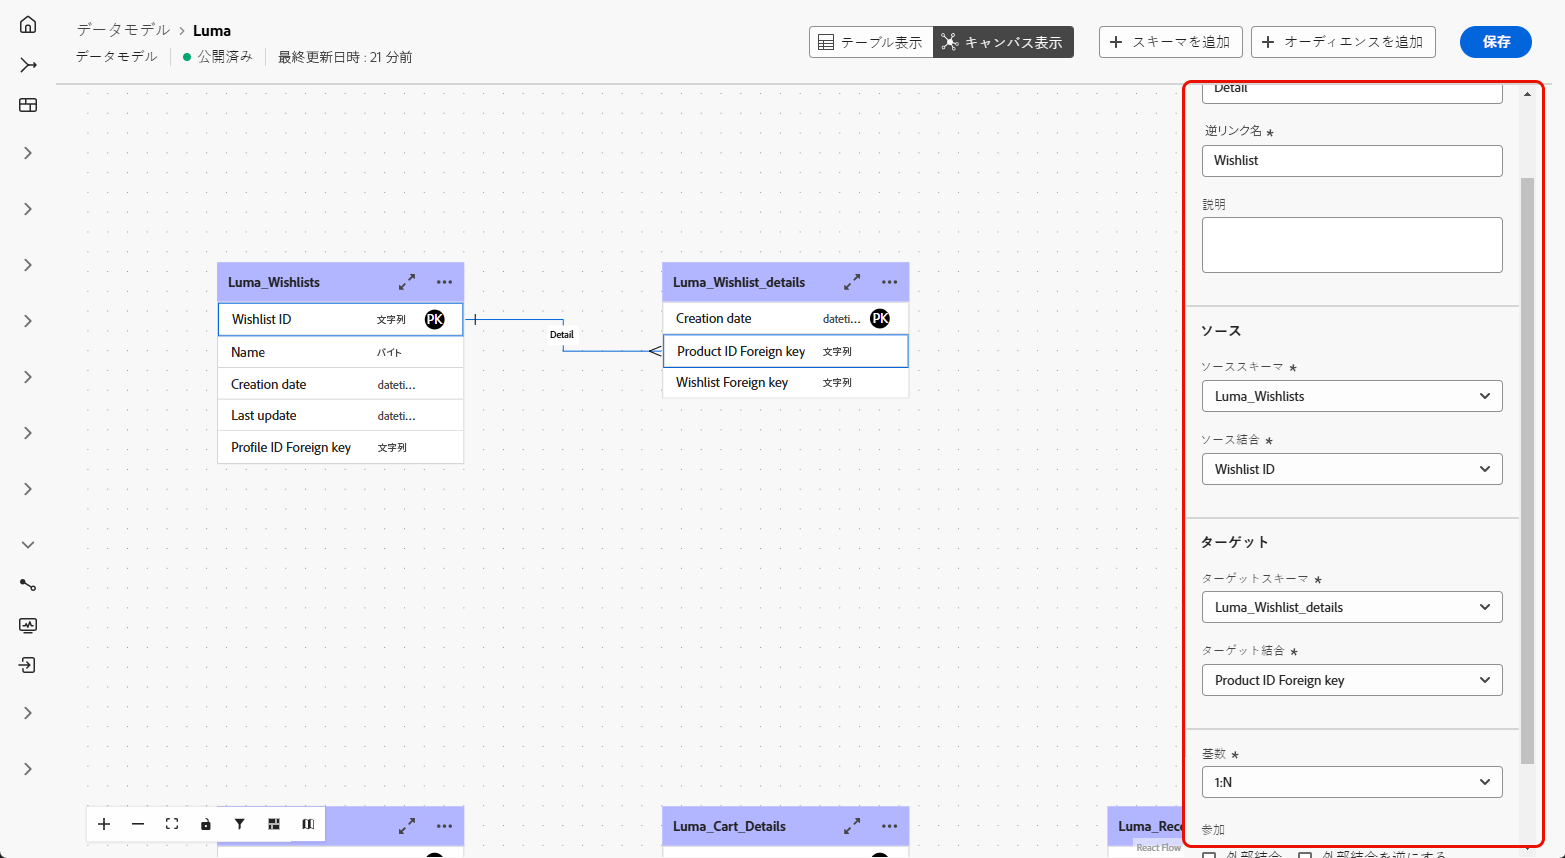 データモデル › Luma
データモデル 公開済み 最終更新日時 : 21 分前
テーブル表示 キャンバス表示 + スキーマを追加 + オーディエンスを追加 保存
Detail
逆リンク名 *
Wishlist
説明
Luma_Wishlists
Wishlist ID 文字列 PK
Name バイト
Creation date dateti...
Last update dateti...
Profile ID Foreign key 文字列
Detail
Luma_Wishlist_details
Creation date dateti... PK
Product ID Foreign key 文字列
Wishlist Foreign key 文字列
ソース
ソーススキーマ *
Luma_Wishlists
ソース結合 *
Wishlist ID
ターゲット
ターゲットスキーマ *
Luma_Wishlist_details
ターゲット結合 *
Product ID Foreign key
基数 *
1:N
参加
外部結合 外部結合を逆にする
Luma_Cart_Details
Luma_Rec
React Flow